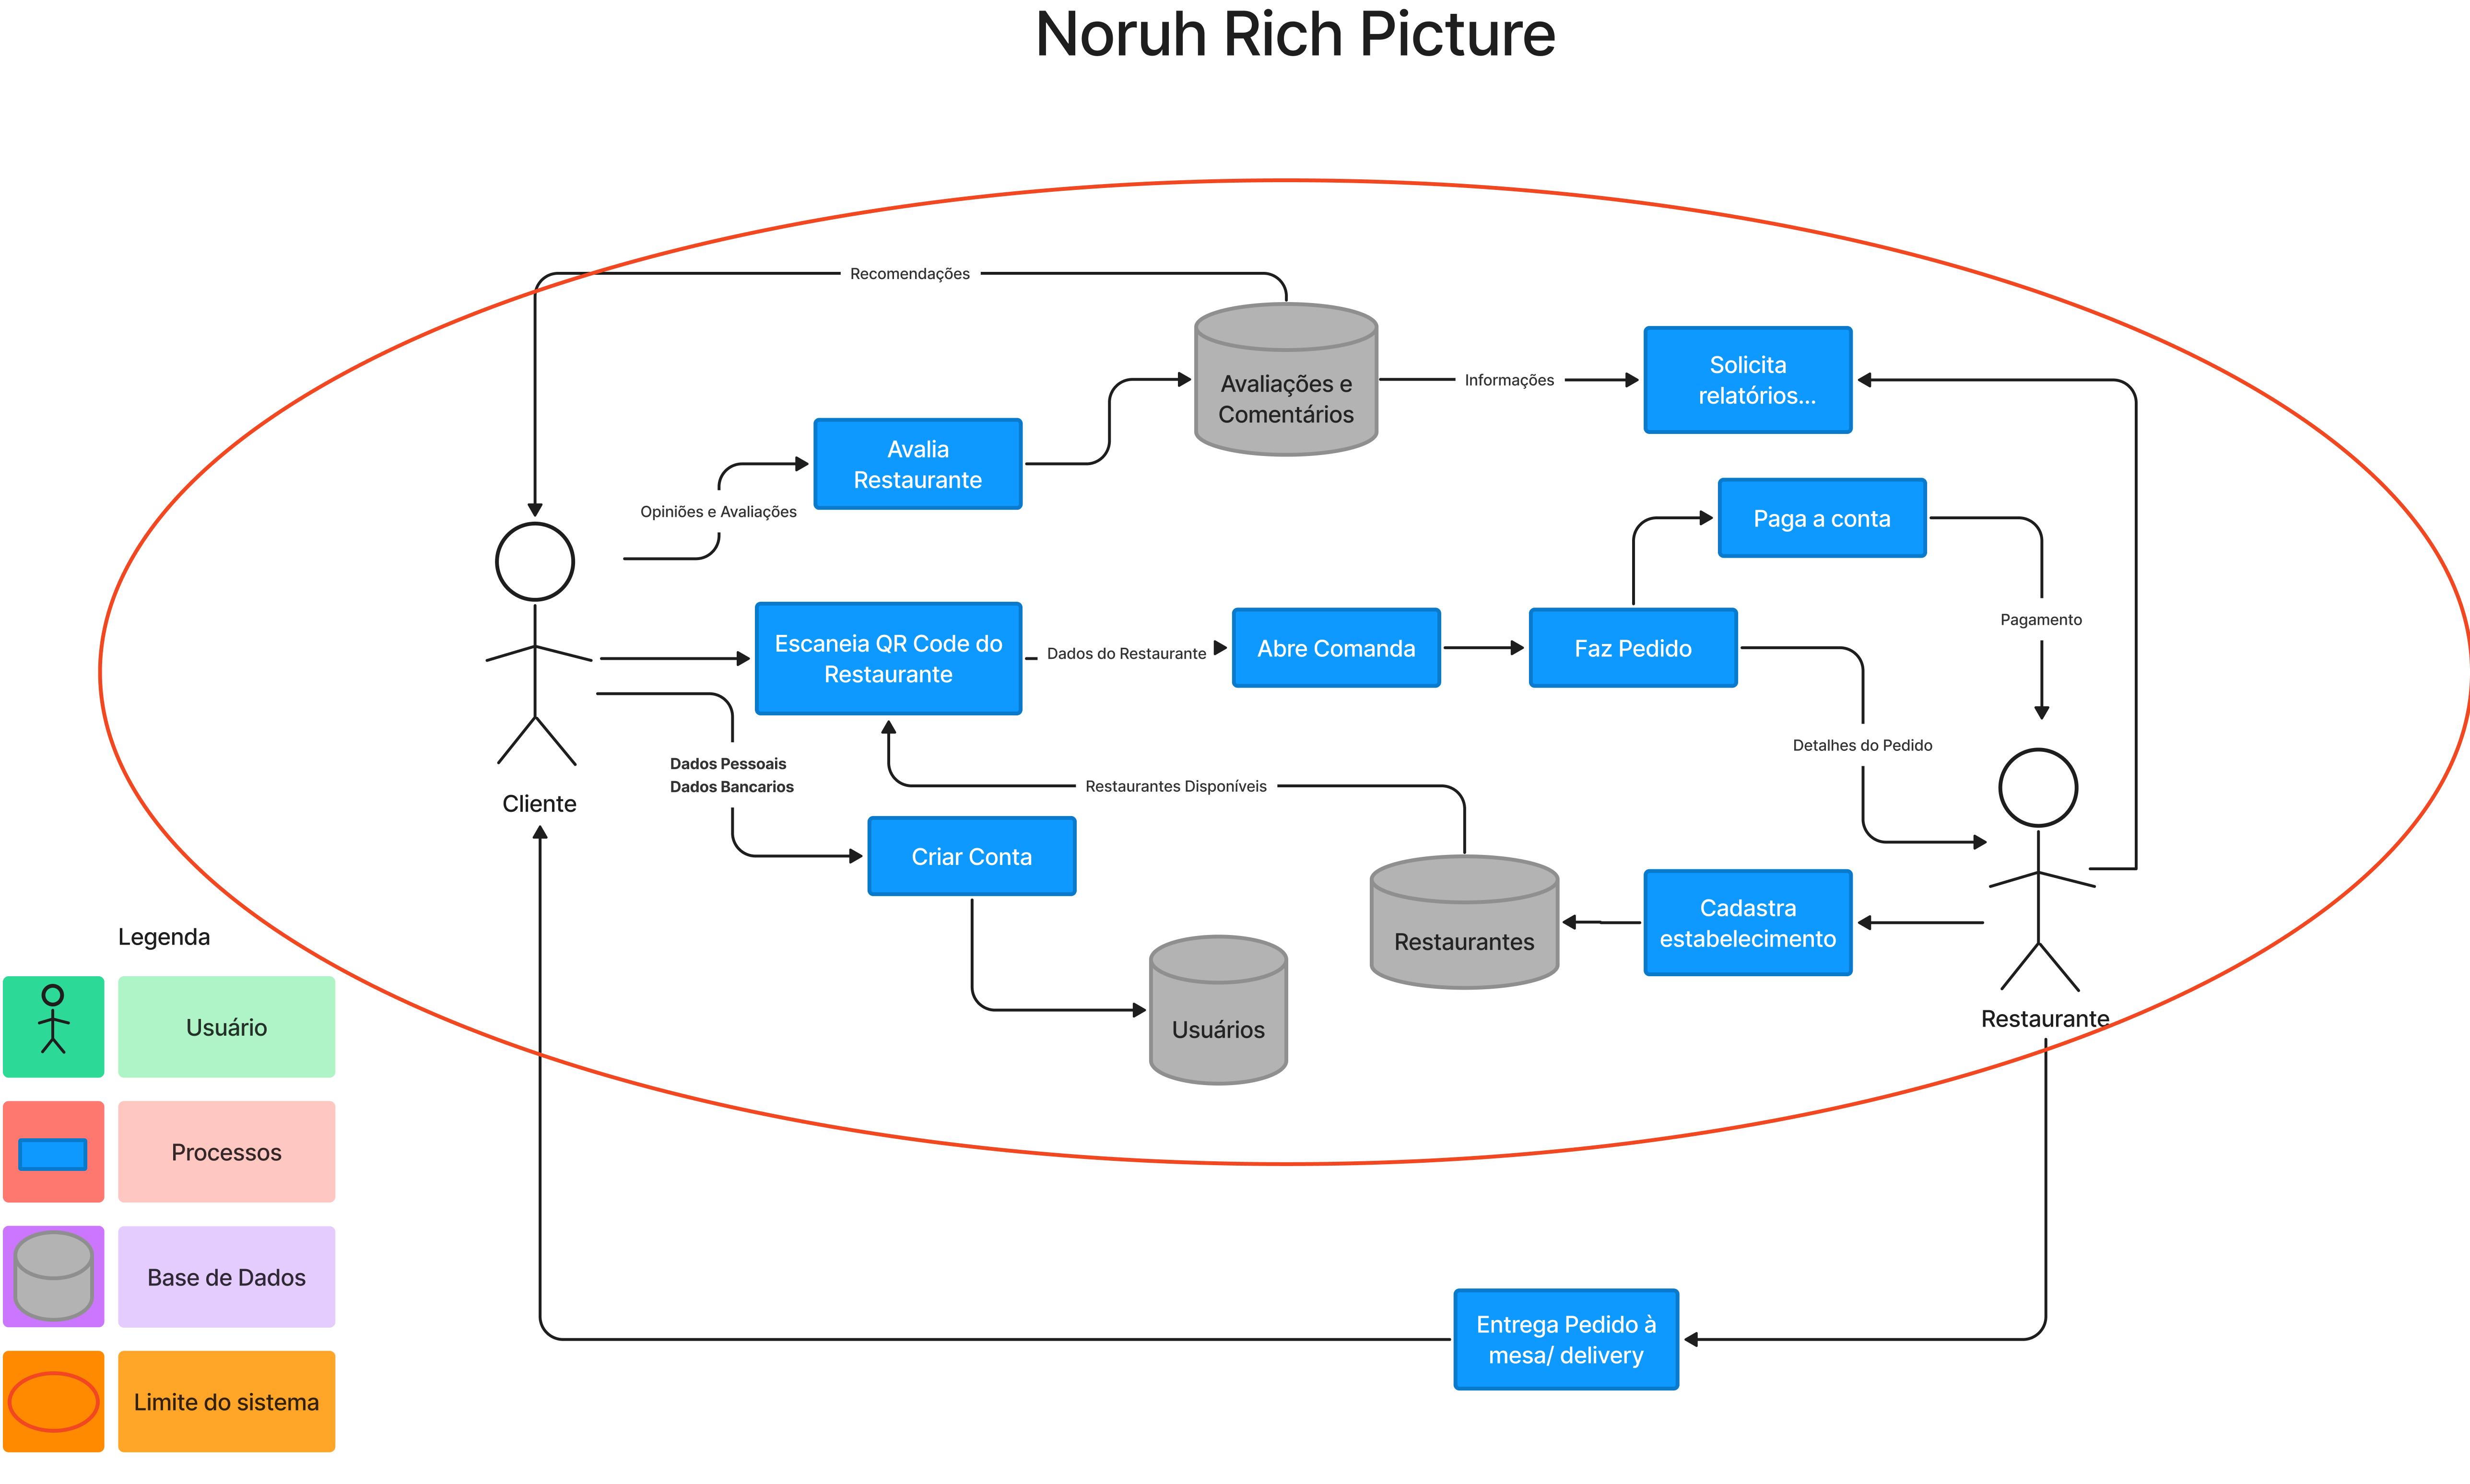 Noruh Rich Picture
Recomendações
Avaliações e
Comentários
Informações
Solicita
relatórios...
Avalia
Restaurante
Opiniões e Avaliações
Paga a conta
Pagamento
Escaneia QR Code do
Restaurante
Dados do Restaurante
Abre Comanda
Faz Pedido
Detalhes do Pedido
Dados Pessoais
Dados Bancarios
Restaurantes Disponíveis
Cliente
Criar Conta
Restaurantes
Cadastra
estabelecimento
Usuários
Restaurante
Legenda
Usuário
Processos
Base de Dados
Limite do sistema
Entrega Pedido à
mesa/ delivery